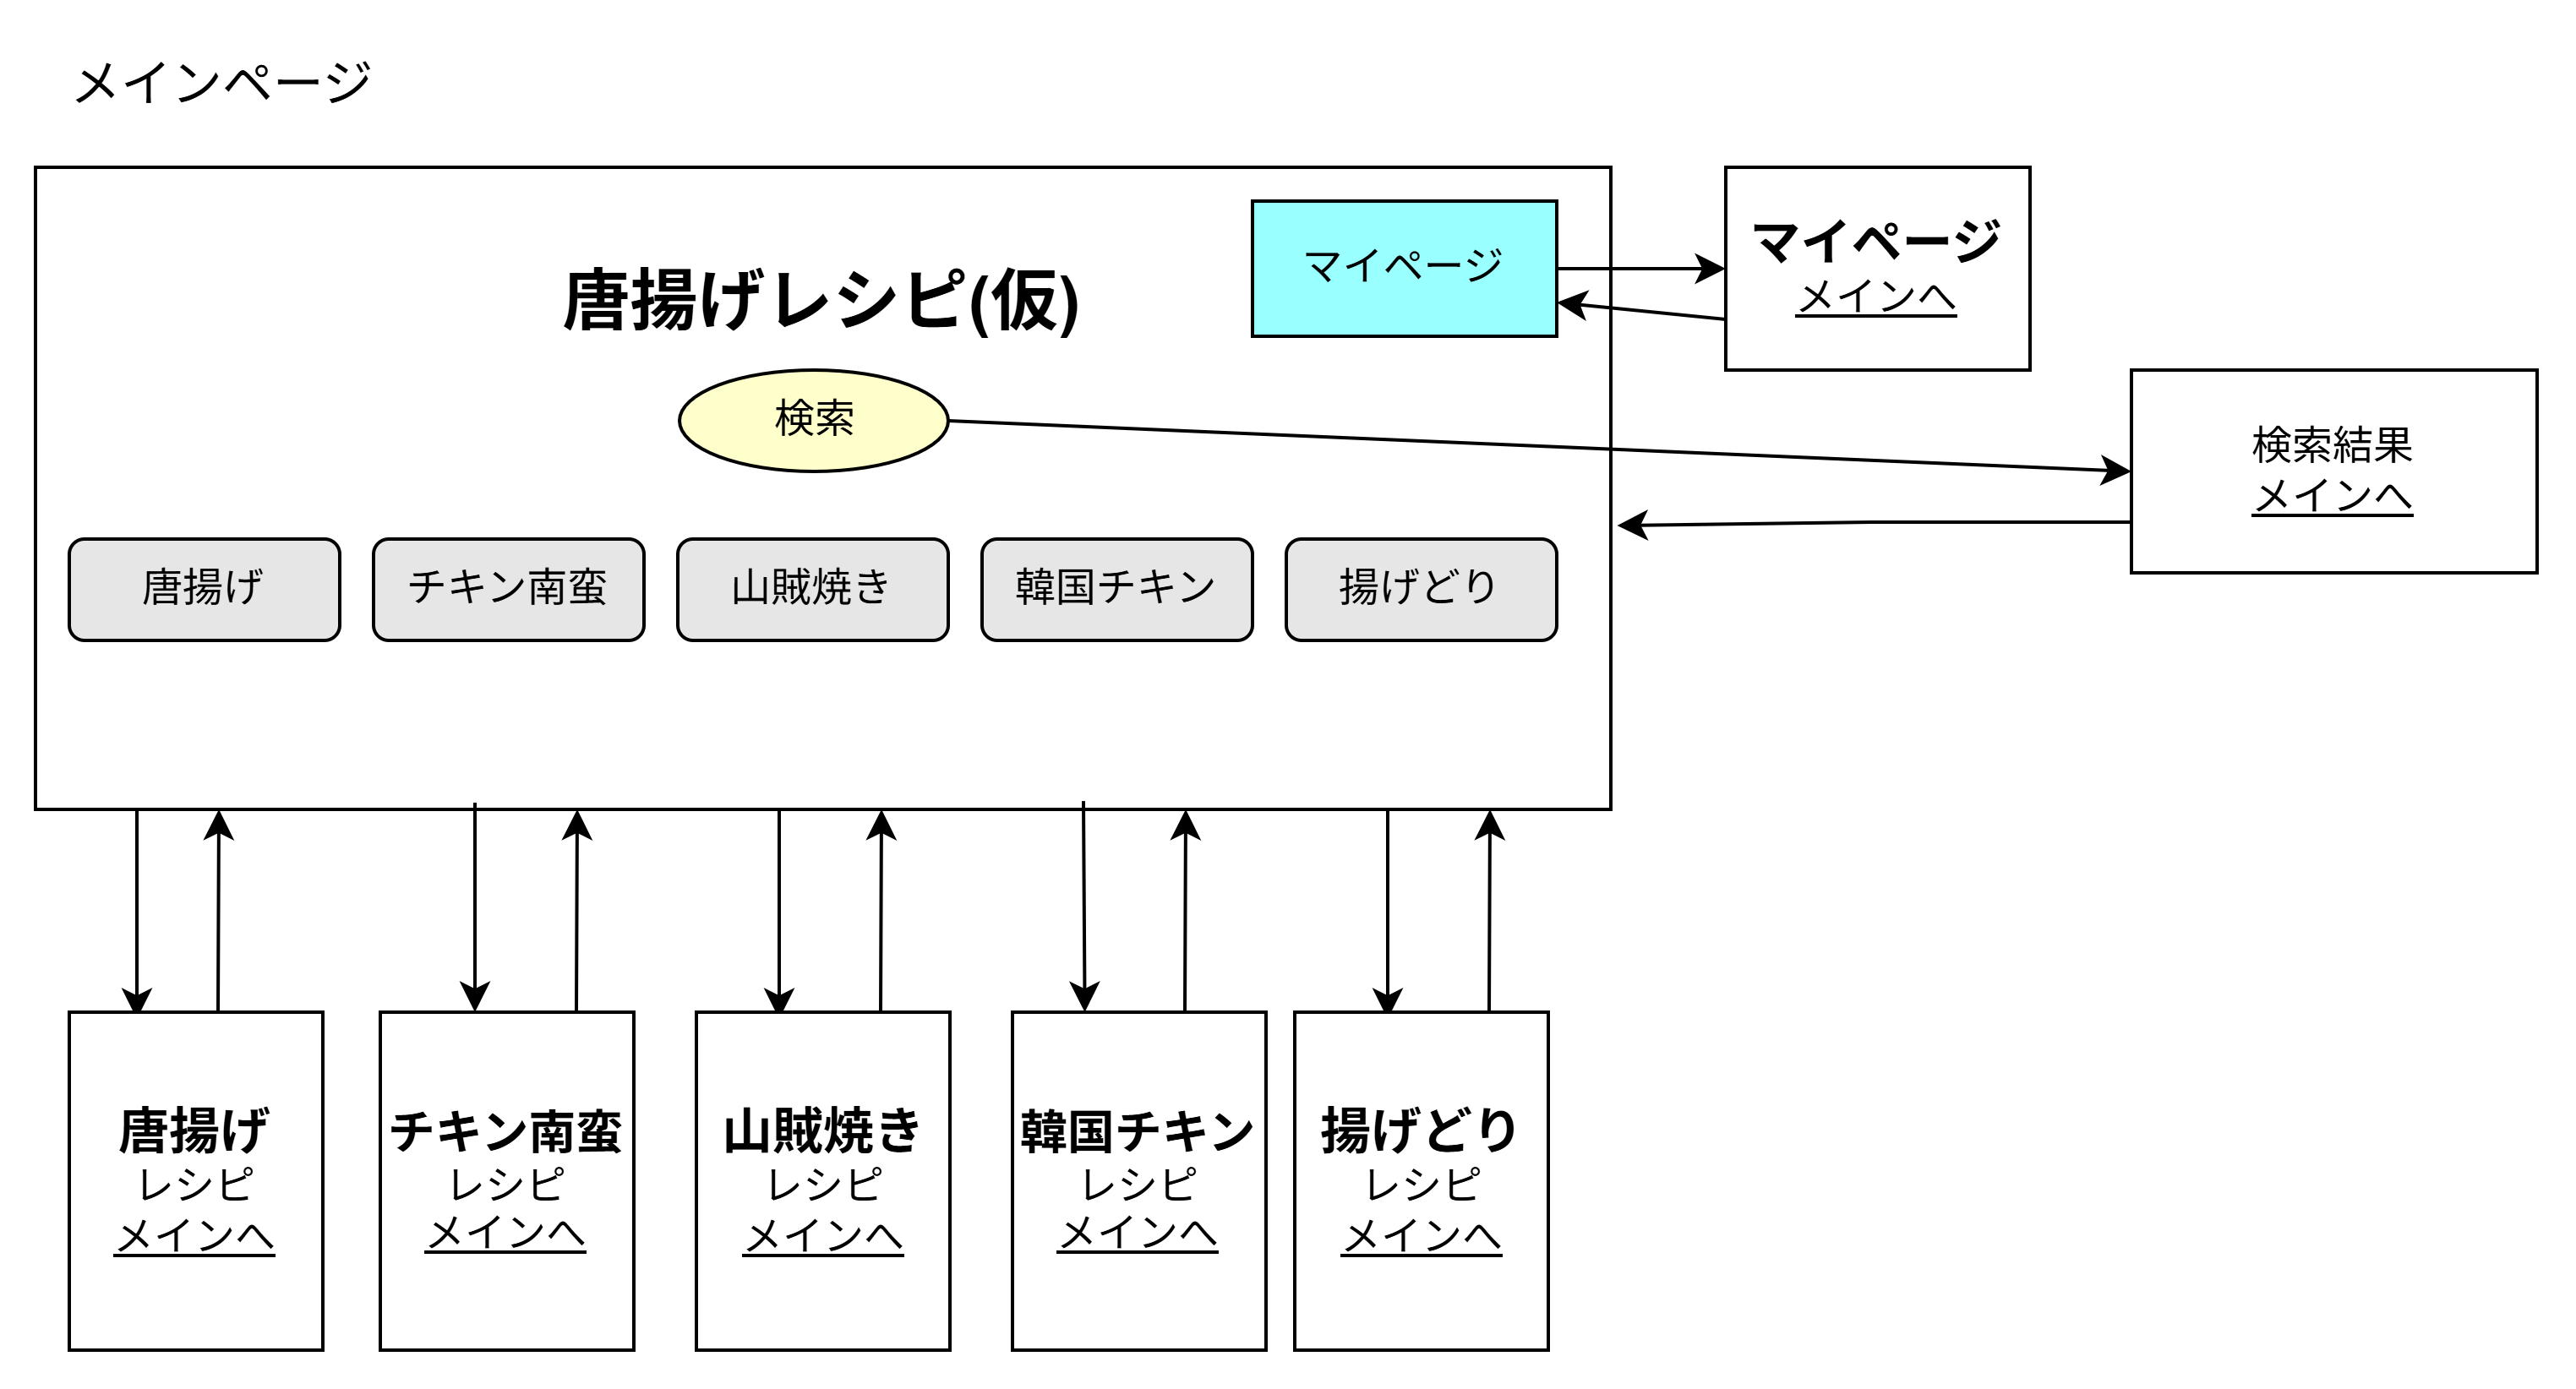 メインページ
唐揚げレシピ(仮)
マイページ
マイページ
メインへ
検索
検索結果
メインへ
唐揚げ
チキン南蛮
山賊焼き
韓国チキン
揚げどり
唐揚げ
レシピ
メインへ
チキン南蛮
レシピ
メインへ
山賊焼き
レシピ
メインへ
韓国チキン
レシピ
メインへ
揚げどり
レシピ
メインへ